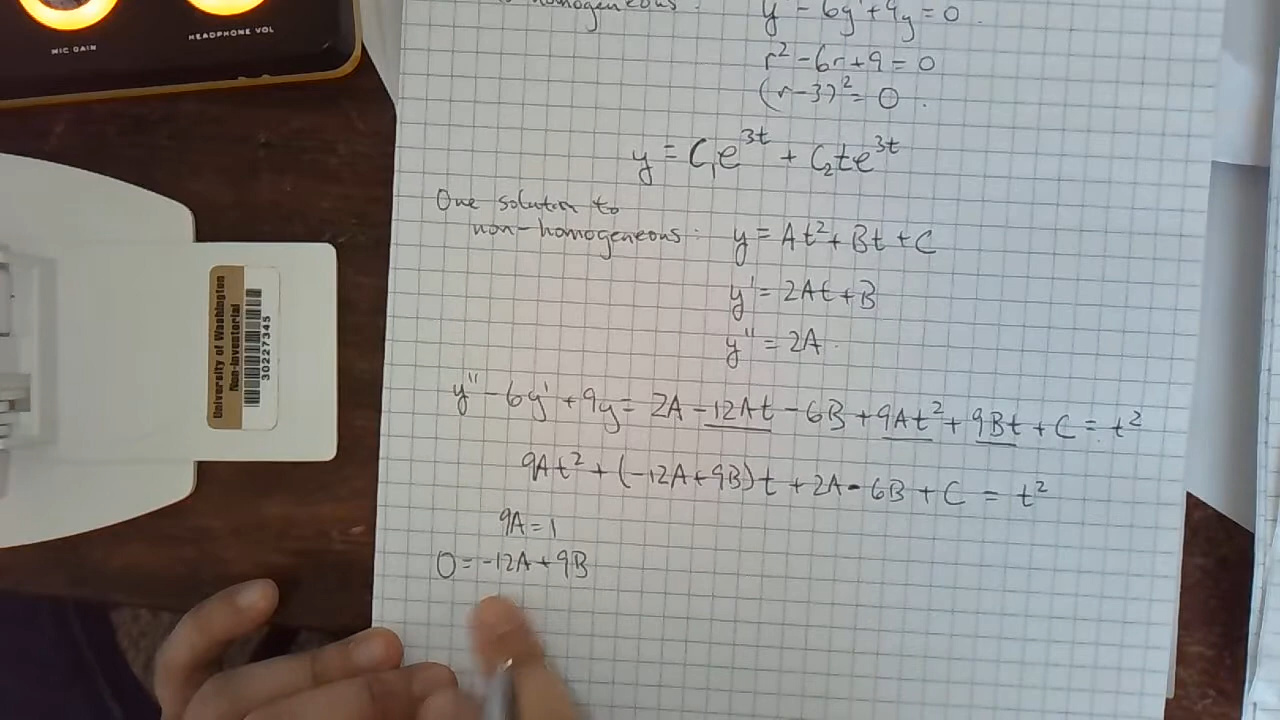 MIC GAIN
HEADPHONE VOL
homogeneous: y'' - 6y' + 9y = 0.
r² - 6r + 9 = 0
(r - 3)² = 0.
y = C₁e^{3t} + C₂te^{3t}
One solution to
non-homogeneous: y = At² + Bt + C
y' = 2At + B
y'' = 2A.
University of Washington
Non-Inventorial
30227345
y'' - 6y' + 9y = 2A - 12At - 6B + 9At² + 9Bt + C = t²
9At² + (-12A + 9B)t + 2A - 6B + C = t²
9A = 1
0 = -12A + 9B